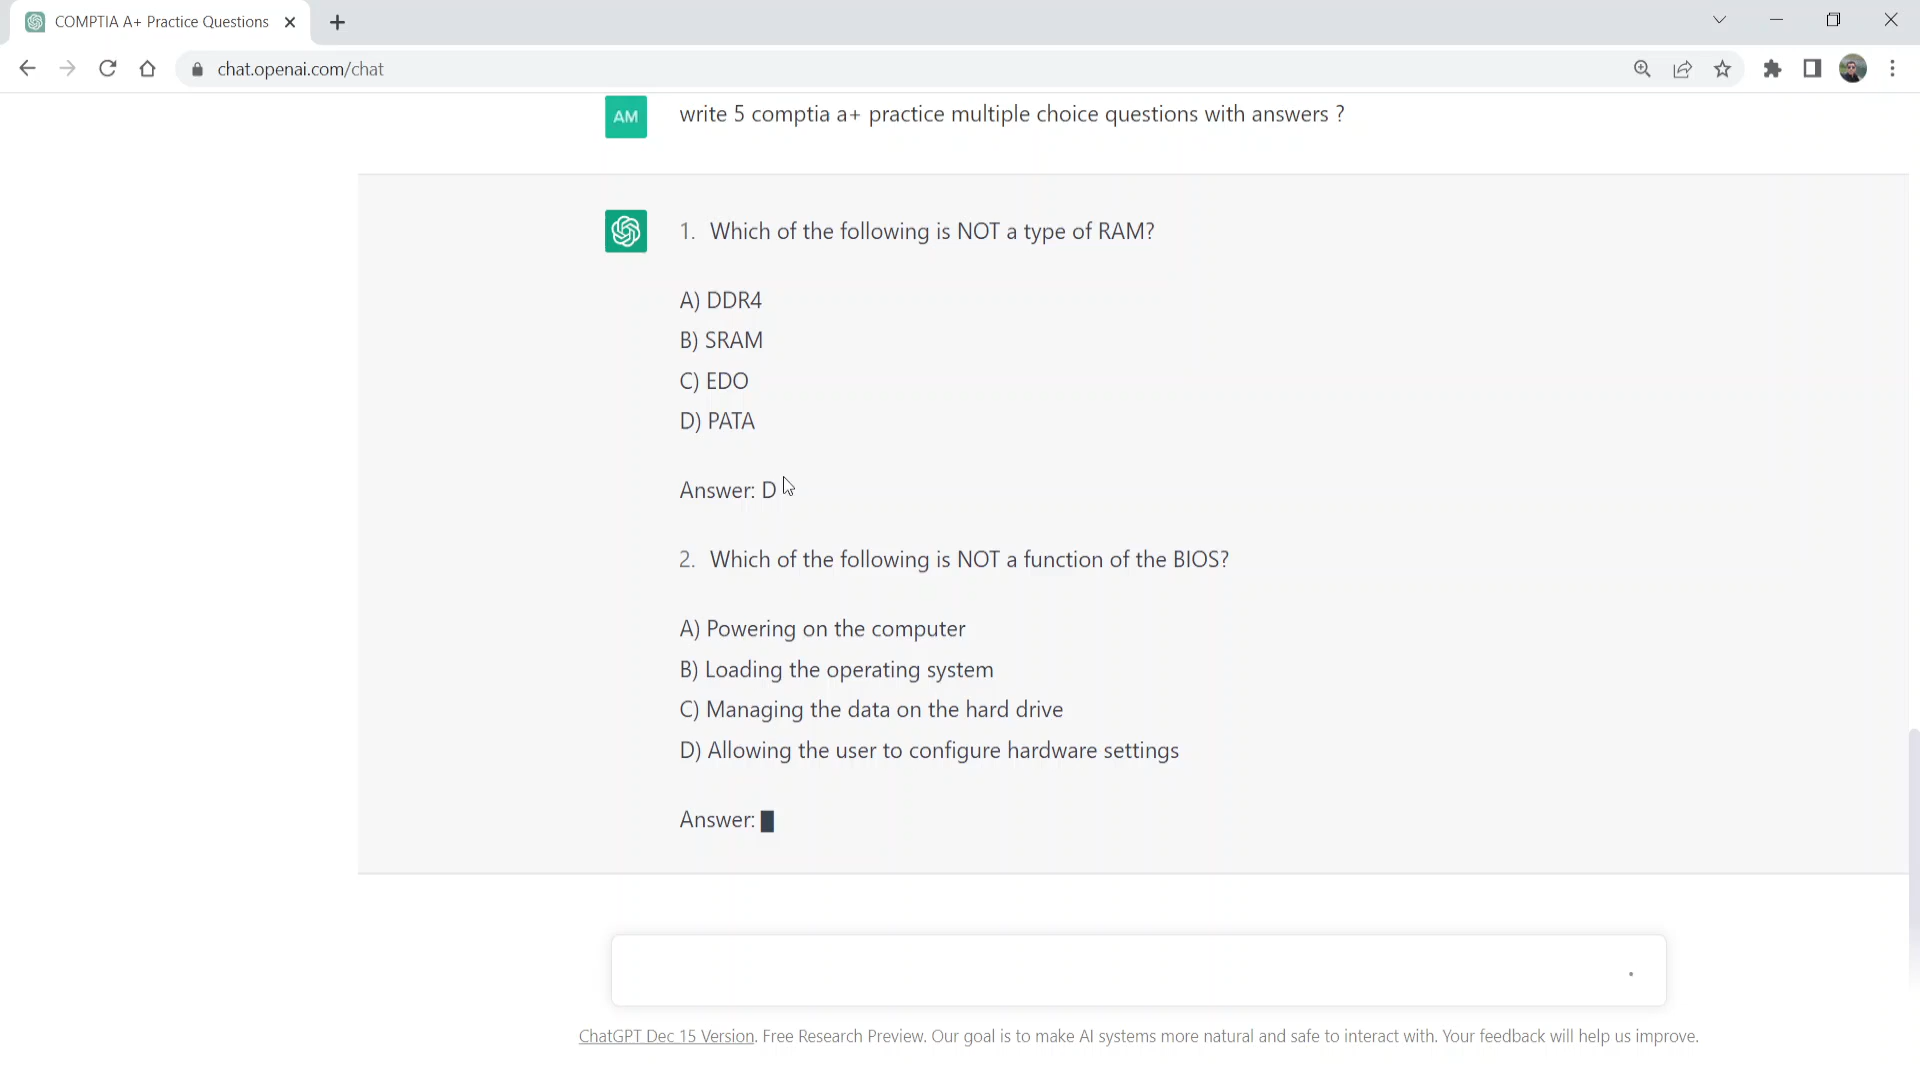 COMPTIA A+ Practice Questions
chat.openai.com/chat
AM
write 5 comptia a+ practice multiple choice questions with answers ?
1. Which of the following is NOT a type of RAM?
A) DDR4
B) SRAM
C) EDO
D) PATA
Answer: D
2. Which of the following is NOT a function of the BIOS?
A) Powering on the computer
B) Loading the operating system
C) Managing the data on the hard drive
D) Allowing the user to configure hardware settings
Answer:
ChatGPT Dec 15 Version. Free Research Preview. Our goal is to make AI systems more natural and safe to interact with. Your feedback will help us improve.